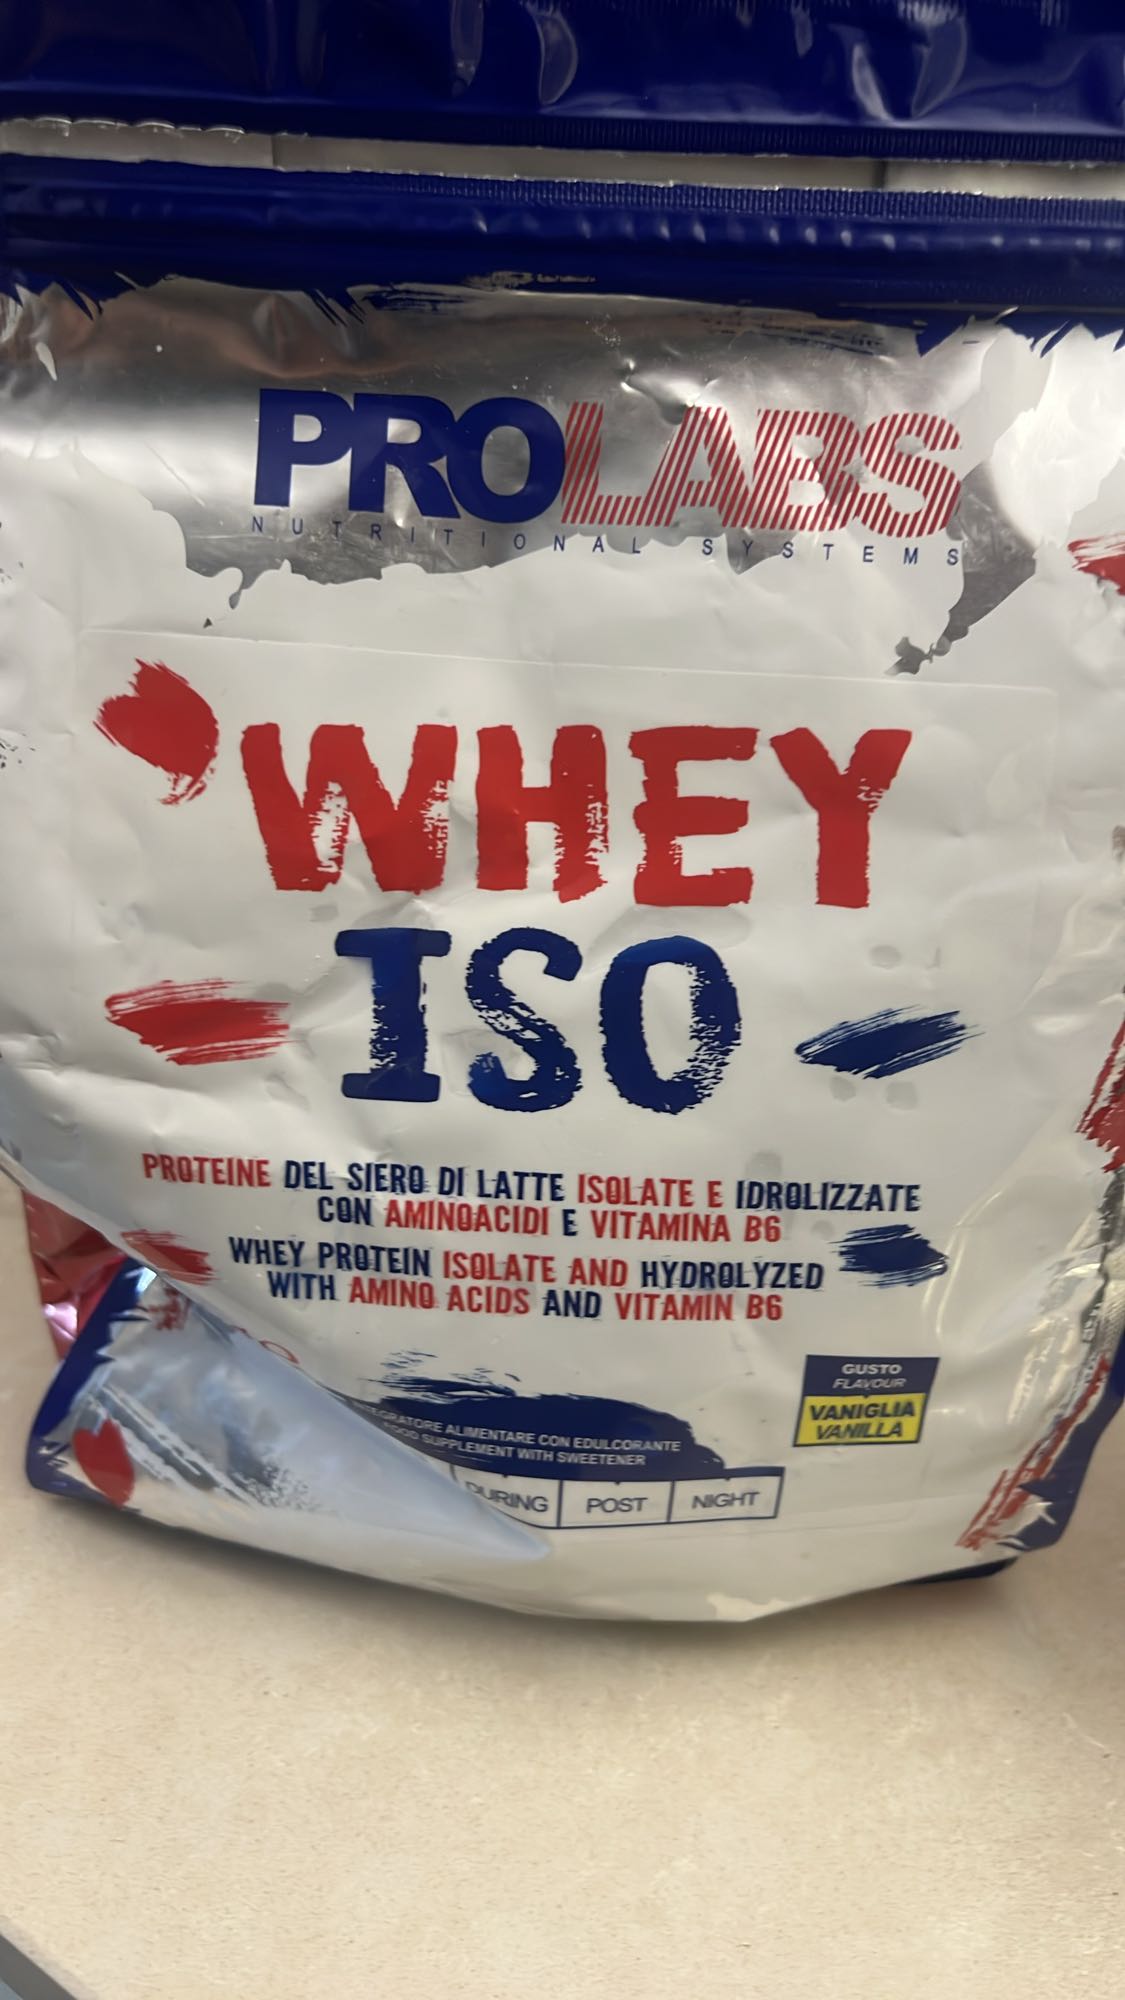 PROLABS
NUTRITIONAL SYSTEMS
WHEY
ISO
PROTEINE DEL SIERO DI LATTE ISOLATE E IDROLIZZATE
CON AMINOACIDI E VITAMINA B6
WHEY PROTEIN ISOLATE AND HYDROLYZED
WITH AMINO ACIDS AND VITAMIN B6
GUSTO
FLAVOUR
VANIGLIA
VANILLA
INTEGRATORE ALIMENTARE CON EDULCORANTE
FOOD SUPPLEMENT WITH SWEETENER
DURING POST NIGHT